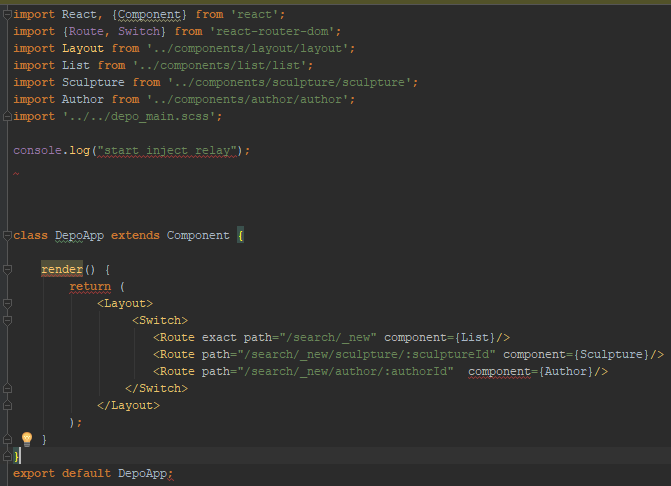 import React, {Component} from 'react';
import {Route, Switch} from 'react-router-dom';
import Layout from '../components/layout/layout';
import List from '../components/list/list';
import Sculpture from '../components/sculpture/sculpture';
import Author from '../components/author/author';
import '../../depo_main.scss';

console.log("start inject relay");

class DepoApp extends Component {

    render() {
        return (
            <Layout>
                 <Switch>
                    <Route exact path="/search/_new" component={List}/>
                    <Route path="/search/_new/sculpture/:sculptureId" component={Sculpture}/>
                    <Route path="/search/_new/author/:authorId"  component={Author}/>
                </Switch>
            </Layout>
        );
    }
}
export default DepoApp;